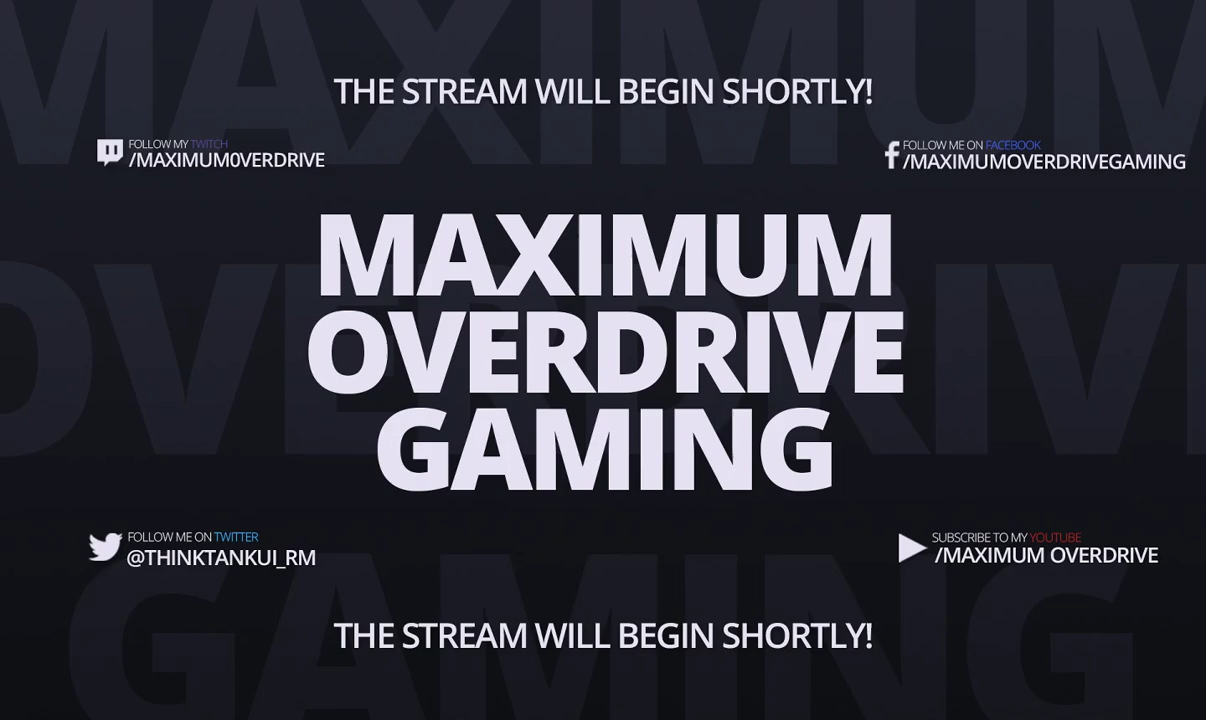 THE STREAM WILL BEGIN SHORTLY!
FOLLOW MY TWITCH
/MAXIMUM0VERDRIVE
FOLLOW ME ON FACEBOOK
/MAXIMUMOVERDRIVEGAMING
MAXIMUM
OVERDRIVE
GAMING
FOLLOW ME ON TWITTER
@THINKTANKUI_RM
SUBSCRIBE TO MY YOUTUBE
/MAXIMUM OVERDRIVE
THE STREAM WILL BEGIN SHORTLY!